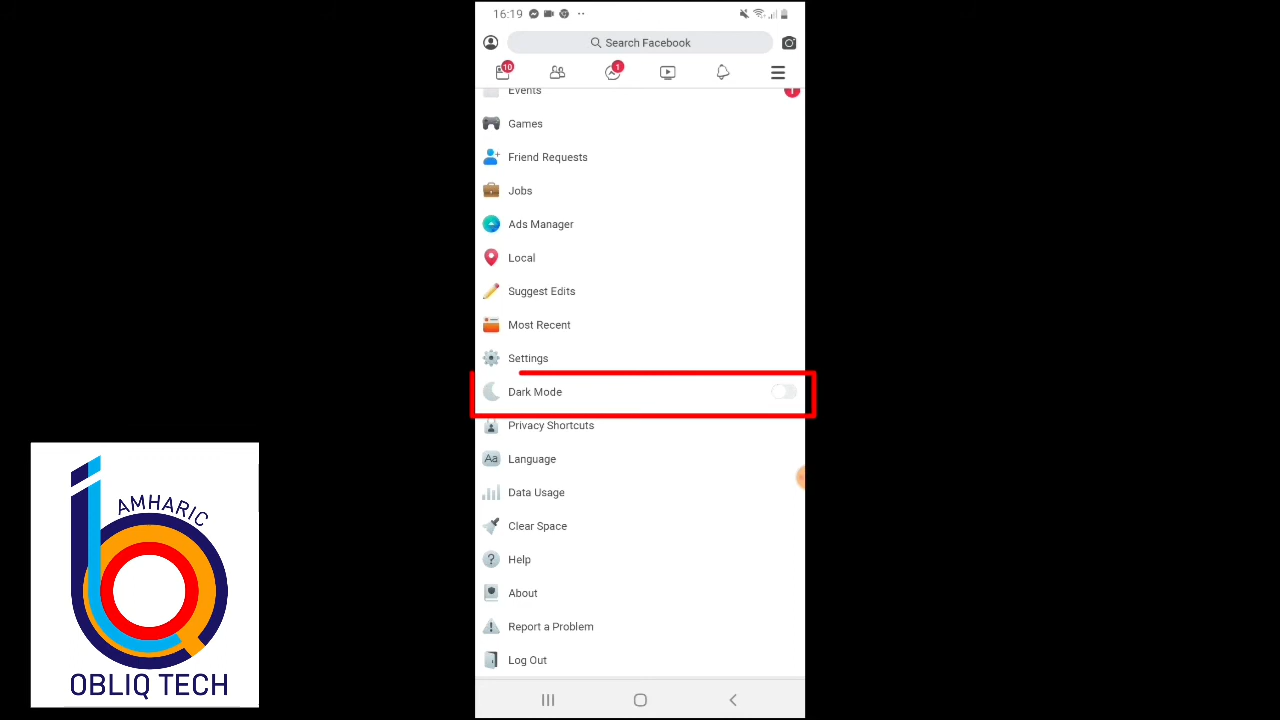 16:19
Search Facebook
10
1
Events
1
Games
Friend Requests
Jobs
Ads Manager
Local
Suggest Edits
Most Recent
Settings
Dark Mode
Privacy Shortcuts
Aa Language
Data Usage
Clear Space
? Help
About
Report a Problem
Log Out
AMHARIC
OBLIQ TECH